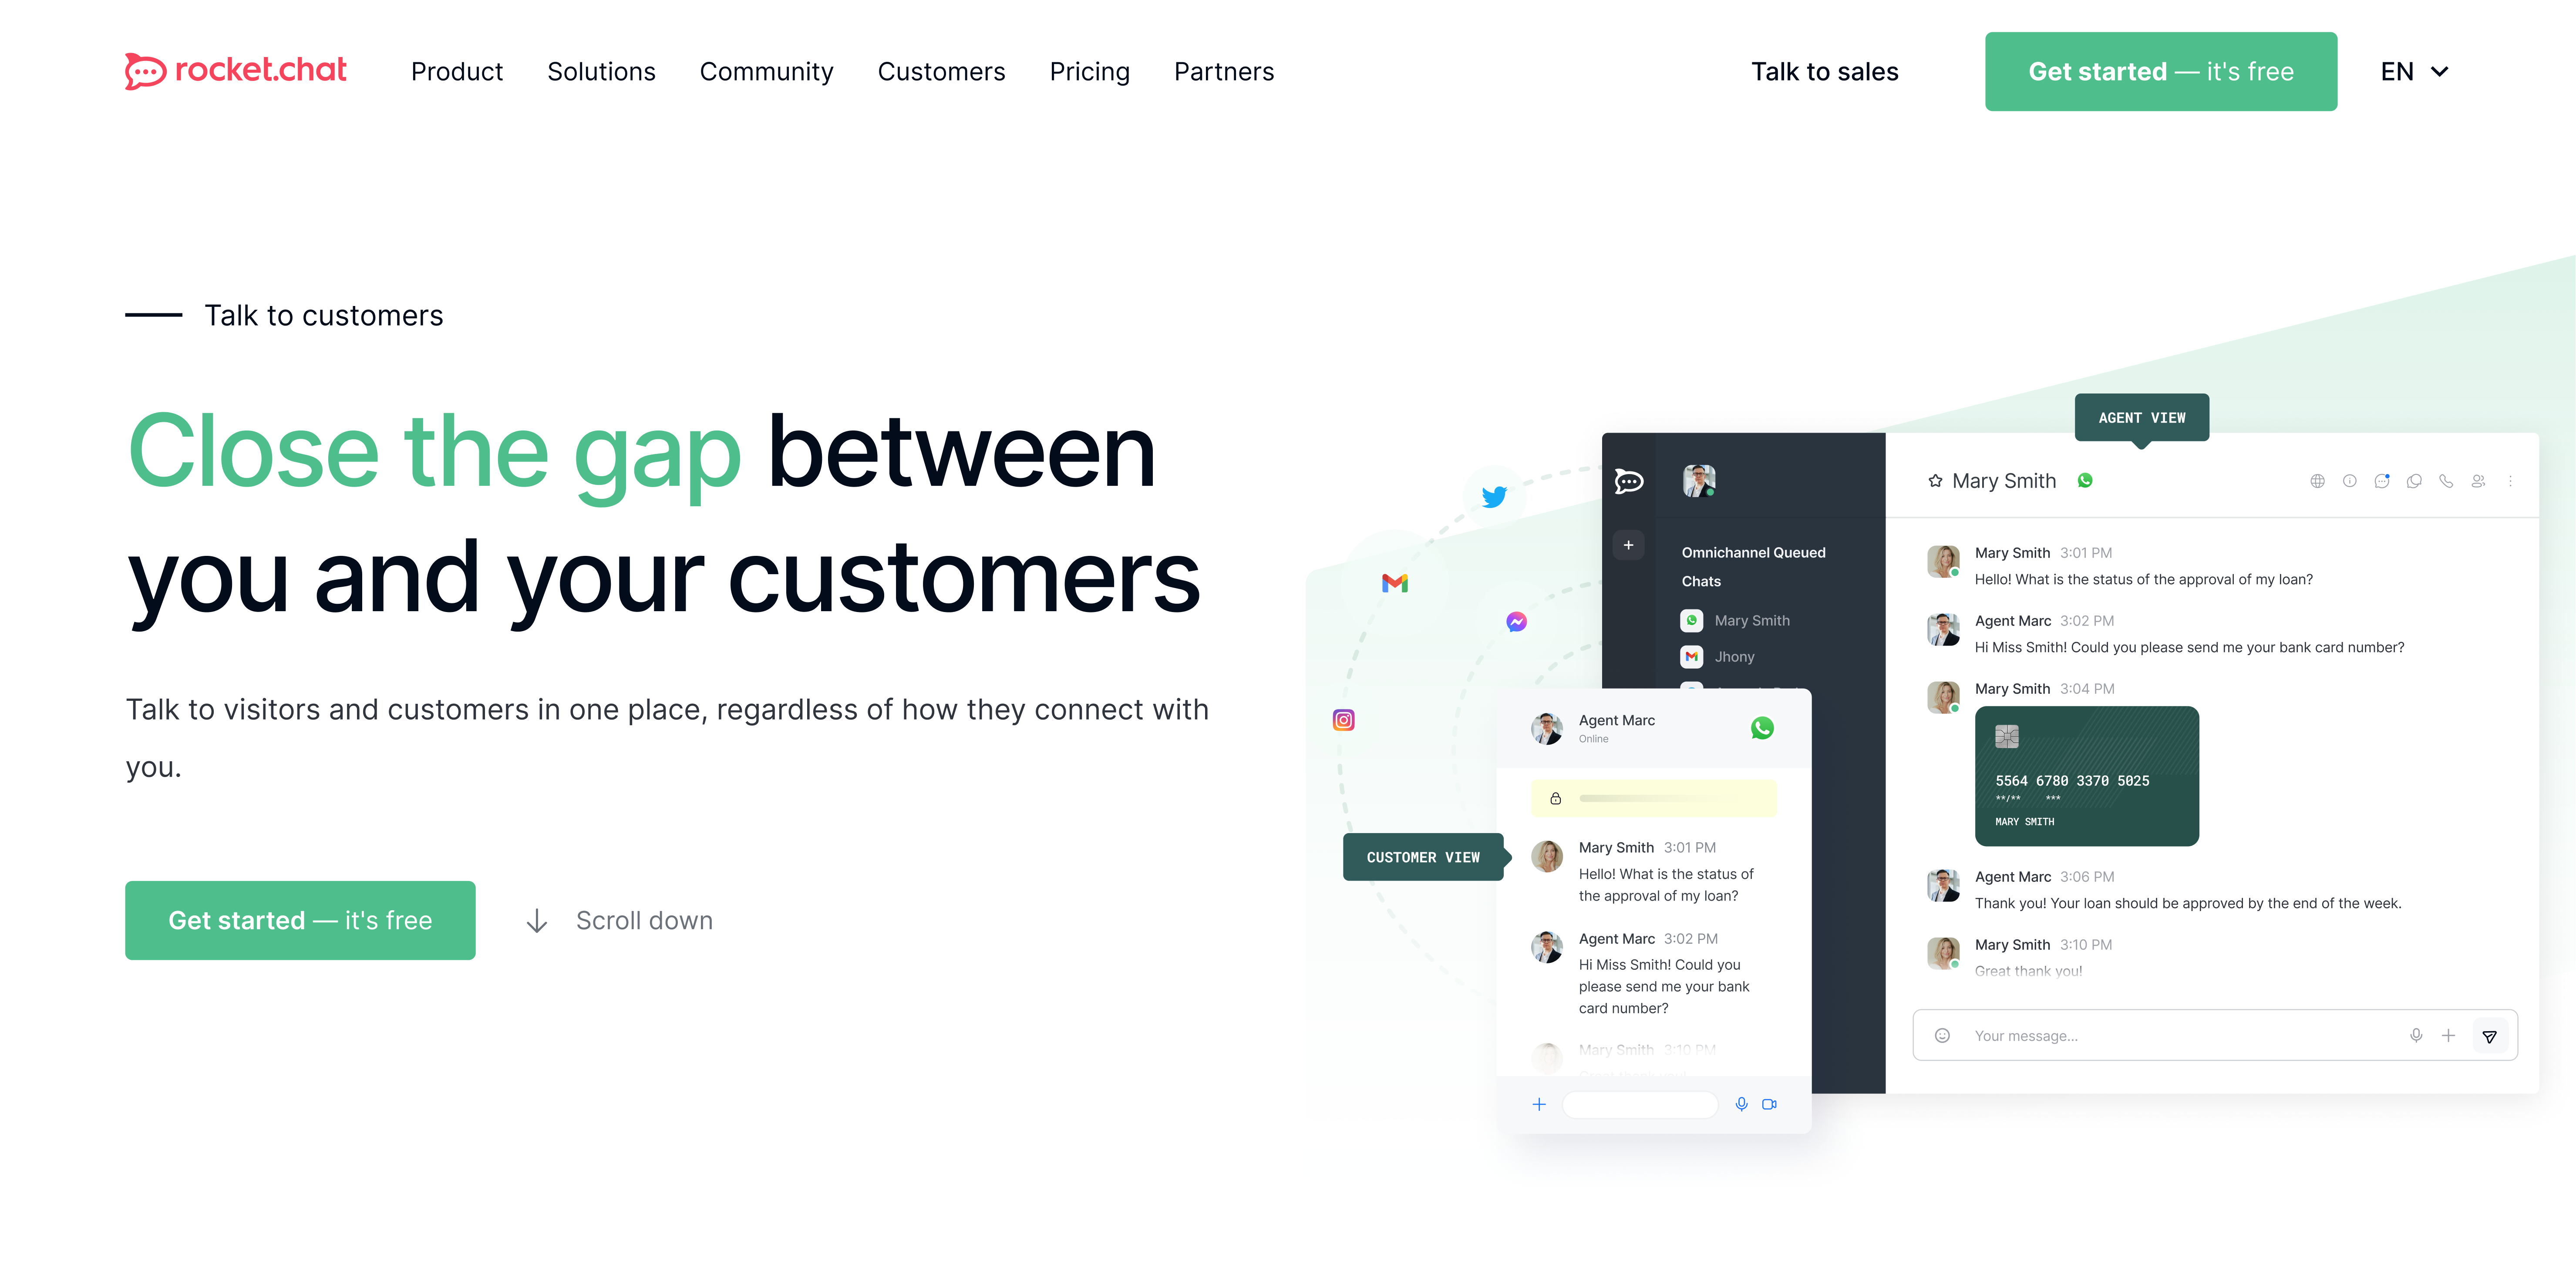 rocket.chat Product Solutions Community Customers Pricing Partners Talk to sales Get started — it's free EN
Talk to customers
Close the gap between
you and your customers
Talk to visitors and customers in one place, regardless of how they connect with
you.
Get started — it's free
Scroll down
AGENT VIEW
Mary Smith
Omnichannel Queued
Chats
Mary Smith
Jhony
Mary Smith 3:01 PM
Hello! What is the status of the approval of my loan?
Agent Marc 3:02 PM
Hi Miss Smith! Could you please send me your bank card number?
Mary Smith 3:04 PM
5564 6780 3370 5025
**/** ***
MARY SMITH
Agent Marc 3:06 PM
Thank you! Your loan should be approved by the end of the week.
Mary Smith 3:10 PM
Great thank you!
Your message...
CUSTOMER VIEW
Agent Marc
Online
Mary Smith 3:01 PM
Hello! What is the status of
the approval of my loan?
Agent Marc 3:02 PM
Hi Miss Smith! Could you
please send me your bank
card number?
Mary Smith 3:10 PM